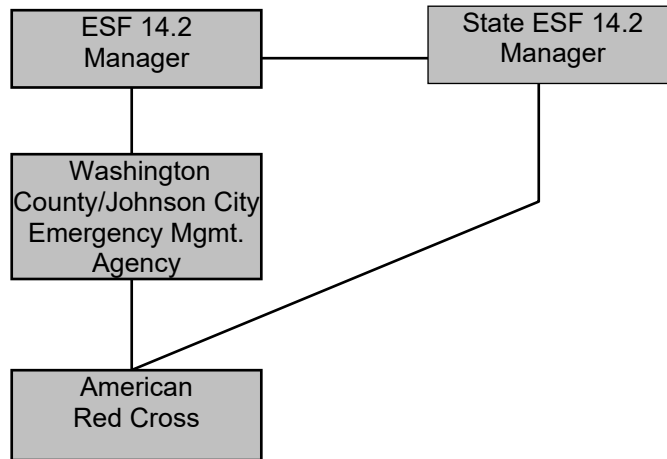 ESF 14.2
Manager
State ESF 14.2
Manager
Washington
County/Johnson City
Emergency Mgmt.
Agency
American
Red Cross